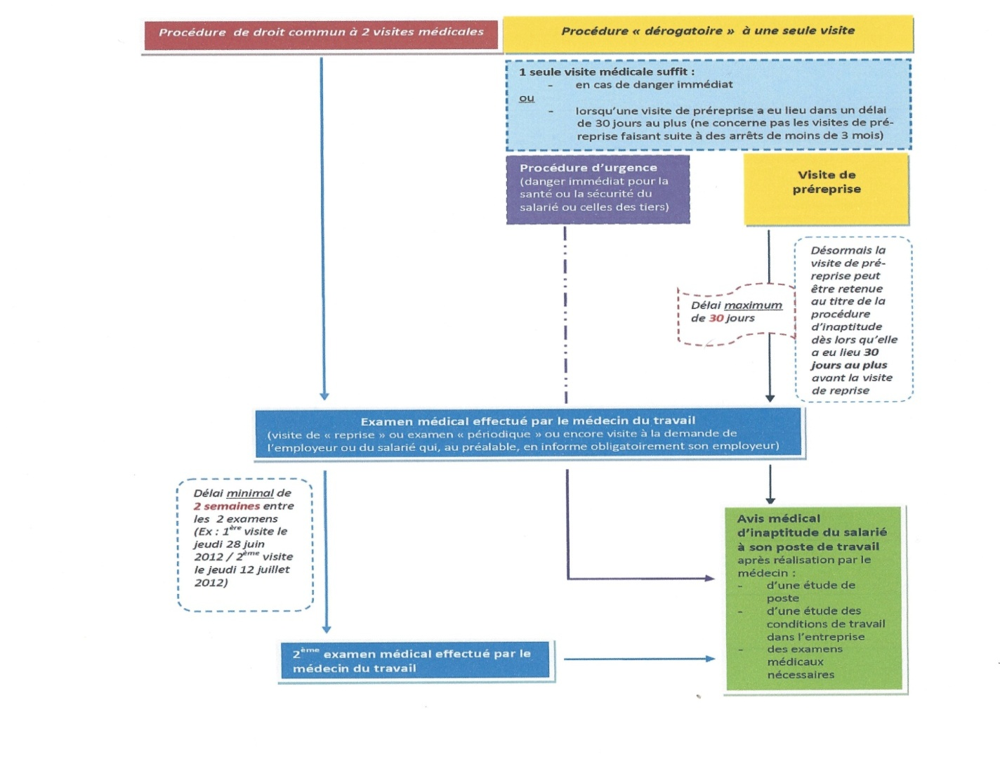 Procédure de droit commun à 2 visites médicales
Procédure « dérogatoire » à une seule visite
1 seule visite médicale suffit :
- en cas de danger immédiat
ou
- lorsqu'une visite de préreprise a eu lieu dans un délai
de 30 jours au plus (ne concerne pas les visites de pré-
reprise faisant suite à des arrêts de moins de 3 mois)
Procédure d'urgence
(danger immédiat pour la
santé ou la sécurité du
salarié ou celles des tiers)
Visite de
préreprise
Désormais la
visite de pré-
reprise peut
être retenue
au titre de la
procédure
d'inaptitude
dès lors qu'elle
a eu lieu 30
jours au plus
avant la visite
de reprise
Délai maximum
de 30 jours
Examen médical effectué par le médecin du travail
(visite de « reprise » ou examen « périodique » ou encore visite à la demande de
l'employeur ou du salarié qui, au préalable, en informe obligatoirement son employeur)
Délai minimal de
2 semaines entre
les 2 examens
(Ex : 1ère visite le
jeudi 28 juin
2012 / 2ème visite
le jeudi 12 juillet
2012)
Avis médical
d'inaptitude du salarié
à son poste de travail
après réalisation par le
médecin :
- d'une étude de
poste
- d'une étude des
conditions de travail
dans l'entreprise
- des examens
médicaux
nécessaires
2ème examen médical effectué par le
médecin du travail